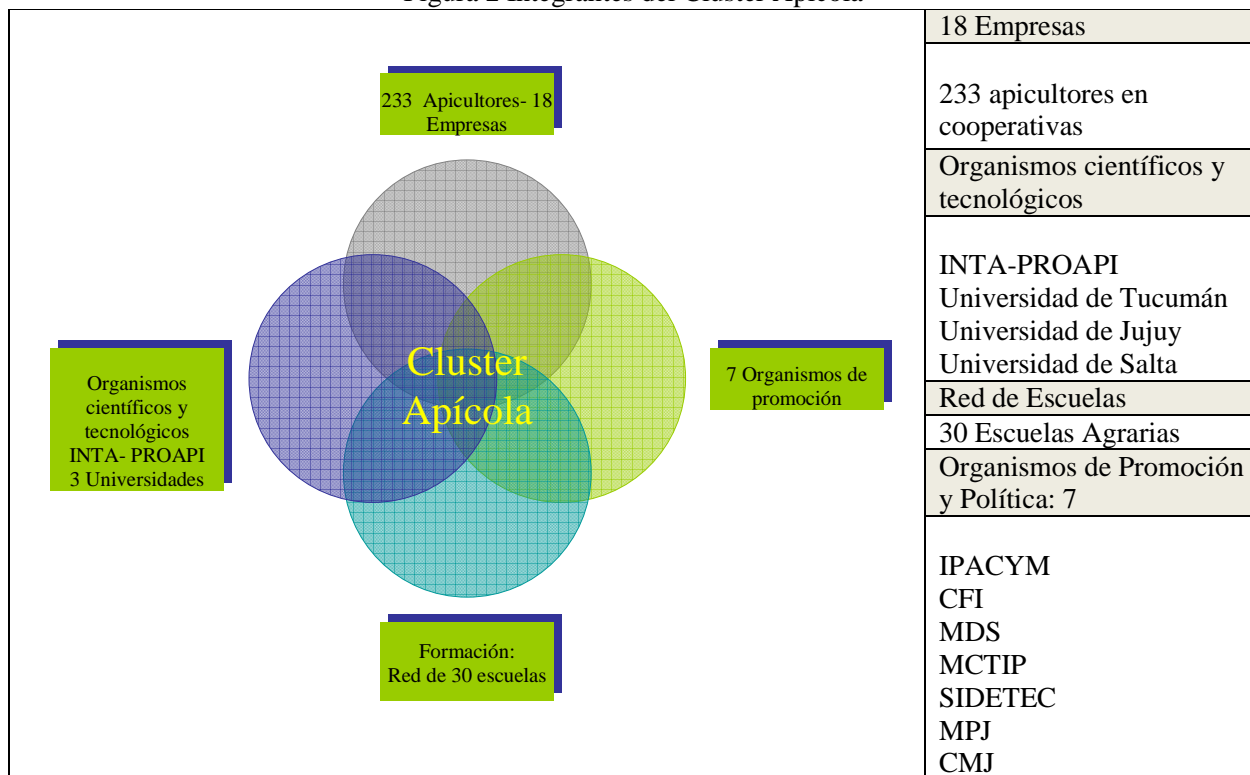 Figura 2 Integrantes del Cluster Apícola
233 Apicultores- 18
Empresas
Organismos
científicos y
tecnológicos
INTA- PROAPI
3 Universidades
Cluster
Apícola
7 Organismos de
promoción
Formación:
Red de 30 escuelas
18 Empresas
233 apicultores en
cooperativas
Organismos científicos y
tecnológicos
INTA-PROAPI
Universidad de Tucumán
Universidad de Jujuy
Universidad de Salta
Red de Escuelas
30 Escuelas Agrarias
Organismos de Promoción
y Política: 7
IPACYM
CFI
MDS
MCTIP
SIDETEC
MPJ
CMJ